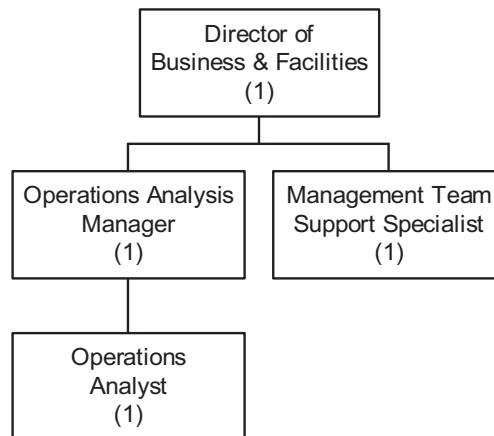 Director of
Business & Facilities
(1)
Operations Analysis
Manager
(1)
Management Team
Support Specialist
(1)
Operations
Analyst
(1)